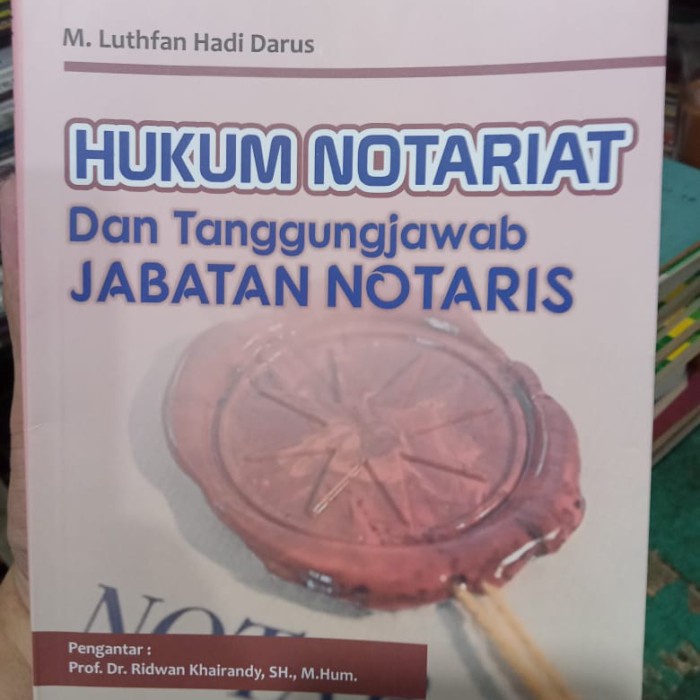 M. Luthfan Hadi Darus
HUKUM NOTARIAT
Dan Tanggungjawab
JABATAN NOTARIS
Pengantar :
Prof. Dr. Ridwan Khairandy, SH., M.Hum.